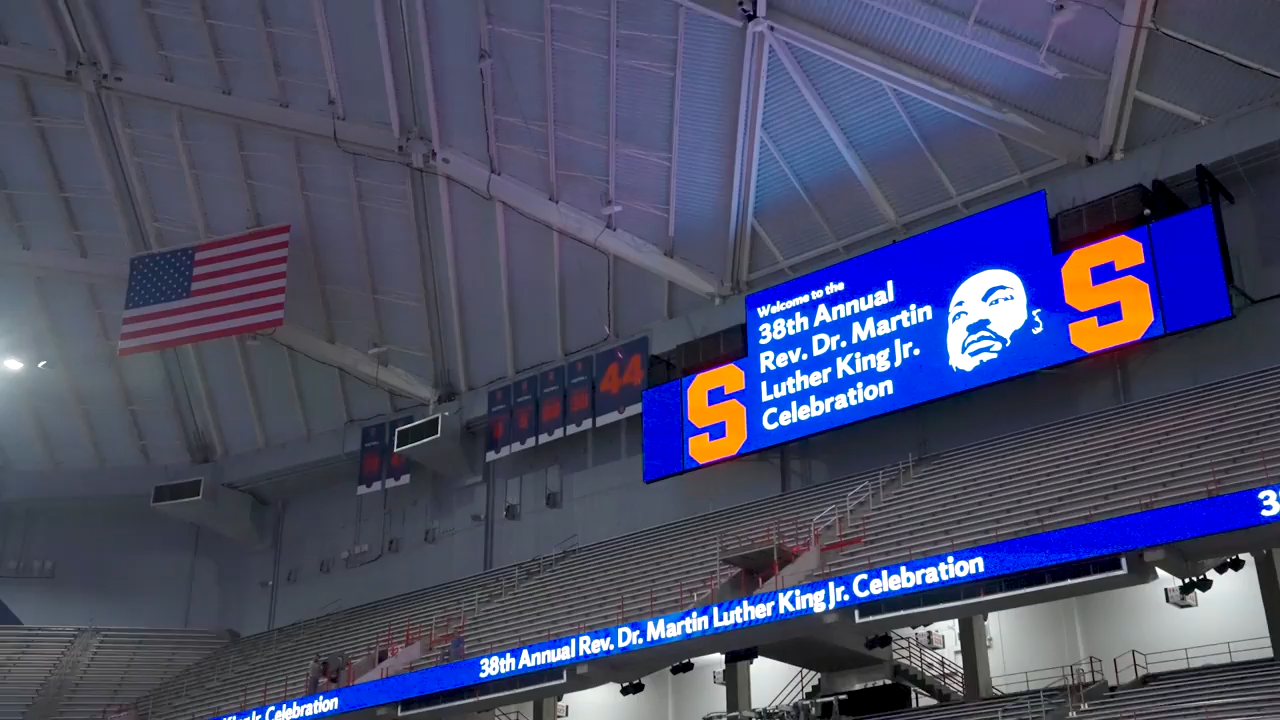 Welcome to the
38th Annual
Rev. Dr. Martin
Luther King Jr.
Celebration
S
S
44
38
38th Annual Rev. Dr. Martin Luther King Jr. Celebration
King Jr. Celebration